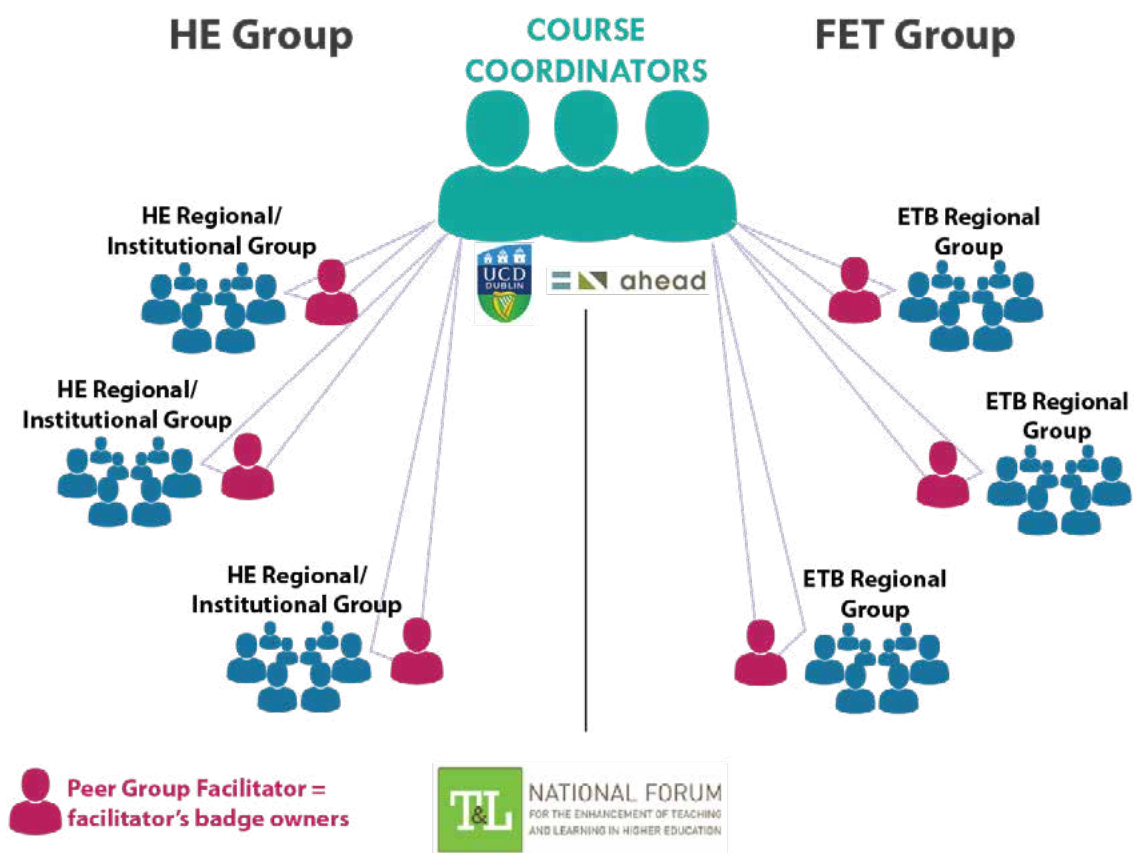 HE Group
COURSE
COORDINATORS
FET Group
HE Regional/
Institutional Group
ETB Regional
Group
UCD
DUBLIN
ahead
HE Regional/
Institutional Group
ETB Regional
Group
HE Regional/
Institutional Group
ETB Regional
Group
Peer Group Facilitator =
facilitator's badge owners
T&L
NATIONAL FORUM
FOR THE ENHANCEMENT OF TEACHING
AND LEARNING IN HIGHER EDUCATION